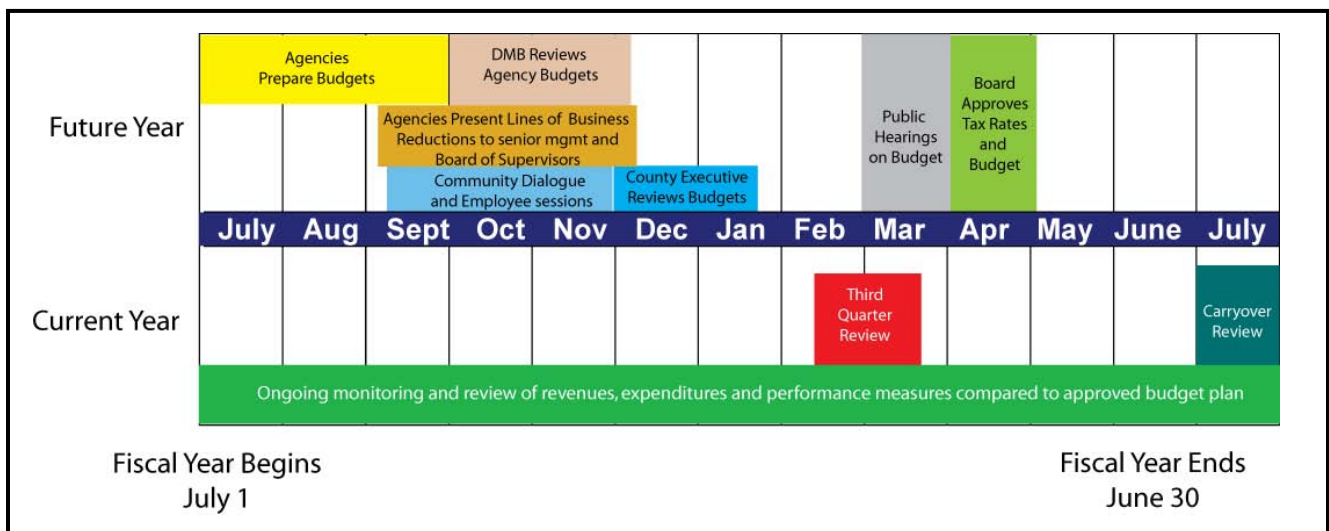 Agencies
Prepare Budgets
DMB Reviews
Agency Budgets
Agencies Present Lines of Business
Reductions to senior mgmt and
Board of Supervisors
Community Dialogue
and Employee sessions
County Executive
Reviews Budgets
Public
Hearings
on Budget
Board
Approves
Tax Rates
and
Budget
Future Year
July Aug Sept Oct Nov Dec Jan Feb Mar Apr May June July
Current Year
Third
Quarter
Review
Carryover
Review
Ongoing monitoring and review of revenues, expenditures and performance measures compared to approved budget plan
Fiscal Year Begins
July 1
Fiscal Year Ends
June 30